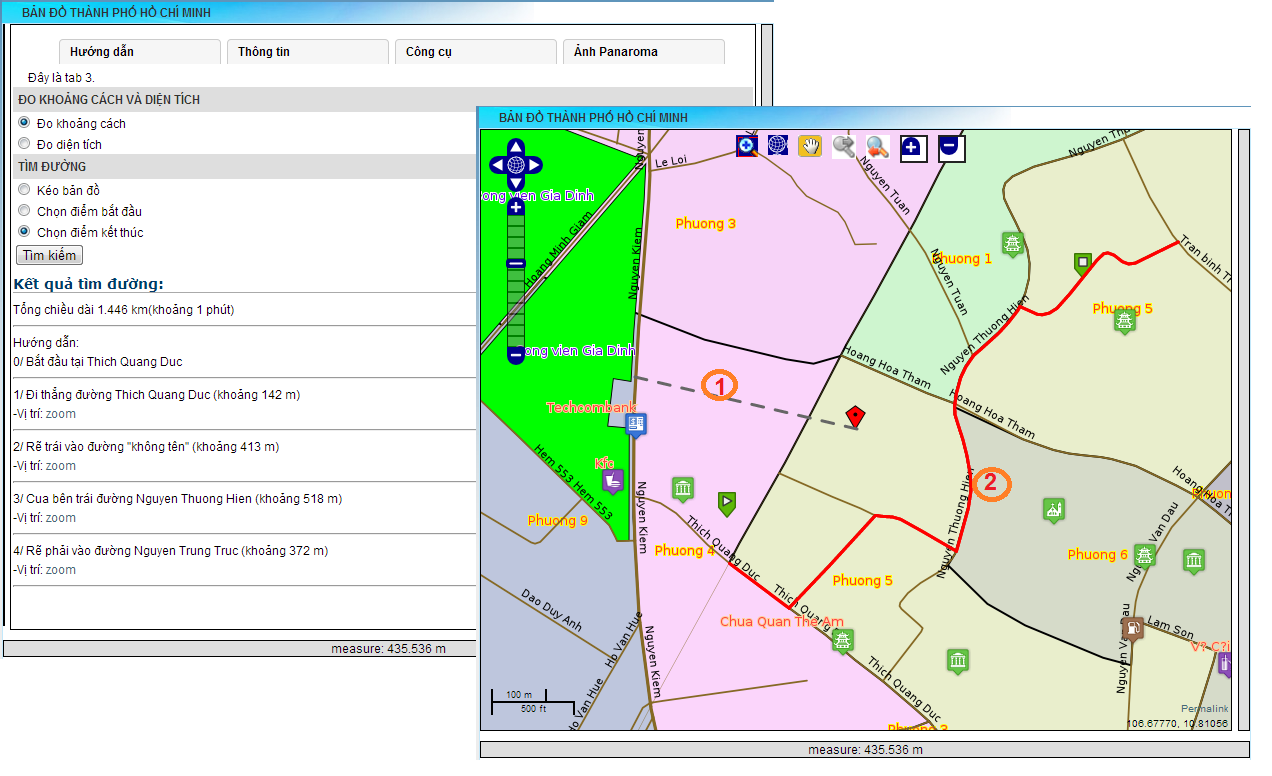 BẢN ĐỒ THÀNH PHỐ HỒ CHÍ MINH
Hướng dẫn
Thông tin
Công cụ
Ảnh Panaroma
Đây là tab 3.
ĐO KHOẢNG CÁCH VÀ DIỆN TÍCH
Đo khoảng cách
Đo diện tích
TÌM ĐƯỜNG
Kéo bản đồ
Chọn điểm bắt đầu
Chọn điểm kết thúc
Tìm kiếm
Kết quả tìm đường:
Tổng chiều dài 1.446 km(khoảng 1 phút)
Hướng dẫn:
0/ Bắt đầu tại Thich Quang Duc
1/ Đi thẳng đường Thich Quang Duc (khoảng 142 m)
-Vị trí: zoom
2/ Rẽ trái vào đường "không tên" (khoảng 413 m)
-Vị trí: zoom
3/ Cua bên trái đường Nguyen Thuong Hien (khoảng 518 m)
-Vị trí: zoom
4/ Rẽ phải vào đường Nguyen Trung Truc (khoảng 372 m)
-Vị trí: zoom
measure: 435.536 m
BẢN ĐỒ THÀNH PHỐ HỒ CHÍ MINH
Nguyen
Le Loi
Nguyen Thu
Nguyen Tuan
ong vien Gia Dinh
Phuong 3
Hoang Minh Giam
Nguyen Kiem
Phuong 1
Nguyen Tuan
Tran binh T
Phuong 5
Nguyen Thuong Hien
Cong vien Gia Dinh
Hoang Hoa Tham
1
Techcombank
Hoang Hoa Tham
Kfc
Hem 553 Hem 553
Nguyen Kiem
2
Nguyen Thuong Hien
Hoang Hoa T
Phuon
Phuong 9
Thich Quang Duc
Phuong 4
Van Dau
Phuong 6
Phuong 5
Dao Duy Anh
Ho Van Hue
Nguyen Kiem
Thich Quang
Chua Quan The Am
Lam Son
V?-C?i
Nguyen Va
Thich Quang Duc
Ho Van Hue
Phuong 3
100 m
500 ft
Permalink
106.67770, 10.81056
measure: 435.536 m